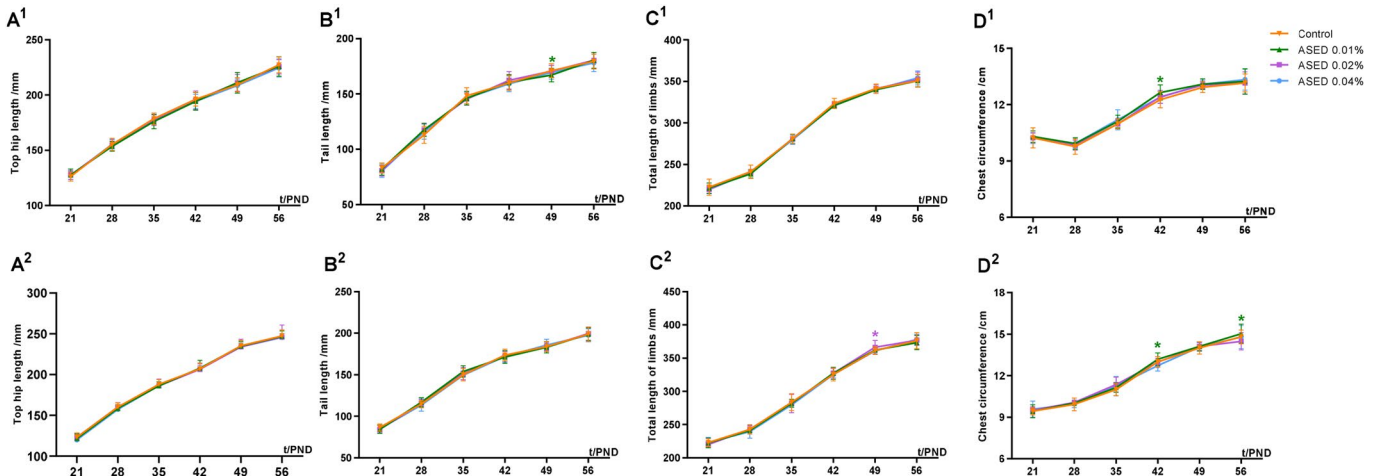 A1
Top hip length /mm
250
200
150
100
21 28 35 42 49 56
t/PND
B1
Tail length /mm
200
150
100
50
21 28 35 42 49 56
t/PND
*
C1
Total length of limbs /mm
400
350
300
250
200
21 28 35 42 49 56
t/PND
D1
Chest circumference /cm
15
12
9
6
21 28 35 42 49 56
t/PND
*
Control
ASED 0.01%
ASED 0.02%
ASED 0.04%
A2
Top hip length /mm
300
250
200
150
100
21 28 35 42 49 56
t/PND
B2
Tail length /mm
250
200
150
100
50
21 28 35 42 49 56
t/PND
C2
Total length of limbs /mm
450
400
350
300
250
200
21 28 35 42 49 56
t/PND
*
D2
Chest circumference /cm
18
15
12
9
6
21 28 35 42 49 56
t/PND
*
*